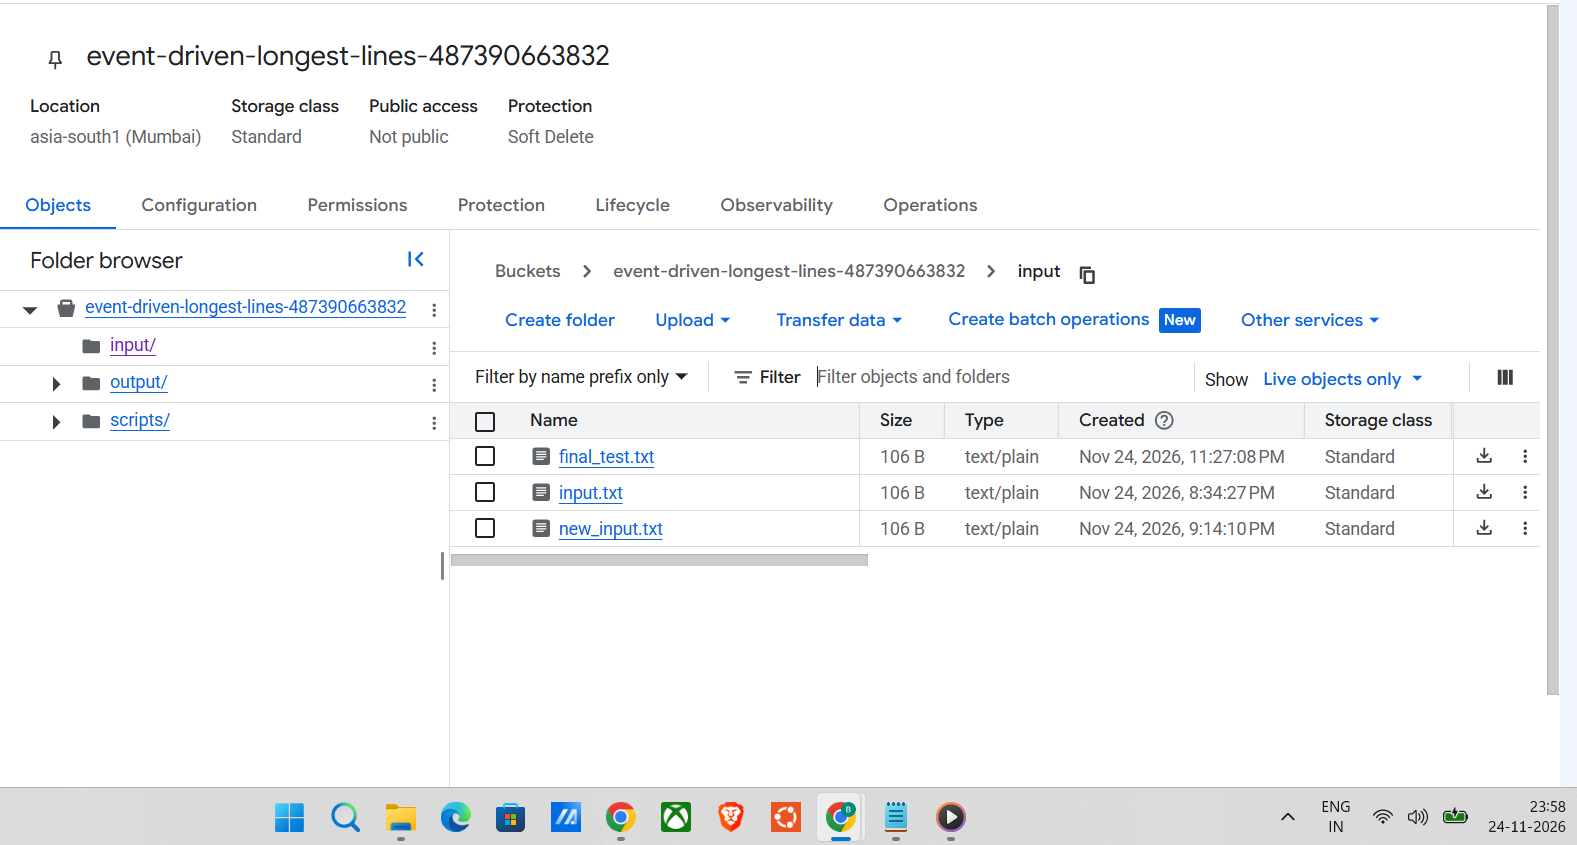 event-driven-longest-lines-487390663832
Location Storage class Public access Protection
asia-south1 (Mumbai) Standard Not public Soft Delete
Objects Configuration Permissions Protection Lifecycle Observability Operations
Folder browser
event-driven-longest-lines-487390663832
input/
output/
scripts/
Buckets event-driven-longest-lines-487390663832 input
Create folder Upload Transfer data Create batch operations New Other services
Filter by name prefix only Filter Filter objects and folders Show Live objects only
Name Size Type Created ? Storage class
final_test.txt 106 B text/plain Nov 24, 2026, 11:27:08 PM Standard
input.txt 106 B text/plain Nov 24, 2026, 8:34:27 PM Standard
new_input.txt 106 B text/plain Nov 24, 2026, 9:14:10 PM Standard
B
ENG
IN
23:58
24-11-2026